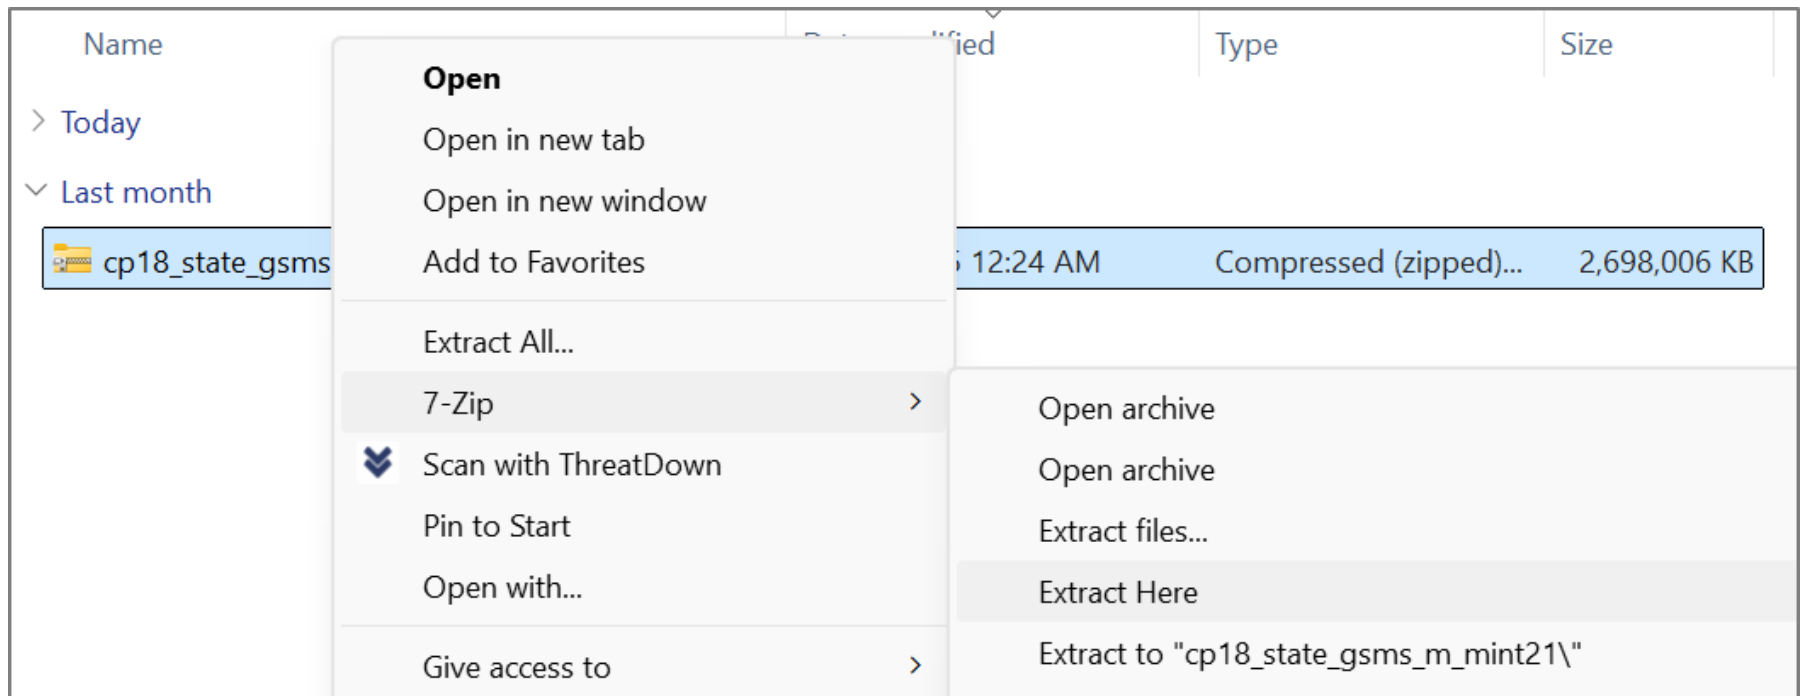 Name Type Size
Today
Last month
cp18_state_gsms 12:24 AM Compressed (zipped)... 2,698,006 KB
Open
Open in new tab
Open in new window
Add to Favorites
Extract All...
7-Zip
Scan with ThreatDown
Pin to Start
Open with...
Give access to
Open archive
Open archive
Extract files...
Extract Here
Extract to "cp18_state_gsms_m_mint21\"